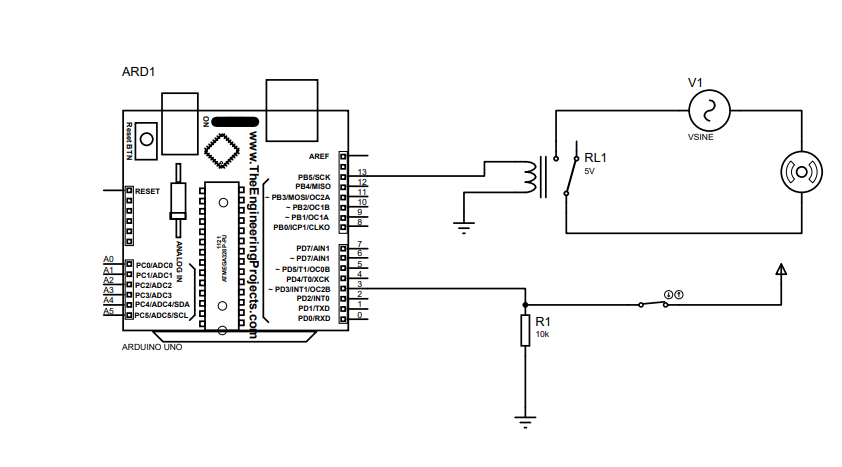 ARD1
Reset BTN
ON
www.TheEngineeringProjects.com
RESET
ANALOG IN
ATMEGA328P-PU
1121
A0 PC0/ADC0
A1 PC1/ADC1
A2 PC2/ADC2
A3 PC3/ADC3
A4 PC4/ADC4/SDA
A5 PC5/ADC5/SCL
AREF
PB5/SCK 13
PB4/MISO 12
~ PB3/MOSI/OC2A 11
~ PB2/OC1B 10
~ PB1/OC1A 9
PB0/ICP1/CLKO 8
PD7/AIN1 7
~ PD7/AIN1 6
~ PD5/T1/OC0B 5
PD4/T0/XCK 4
~ PD3/INT1/OC2B 3
PD2/INT0 2
PD1/TXD 1
PD0/RXD 0
ARDUINO UNO
V1
VSINE
RL1
5V
R1
10k